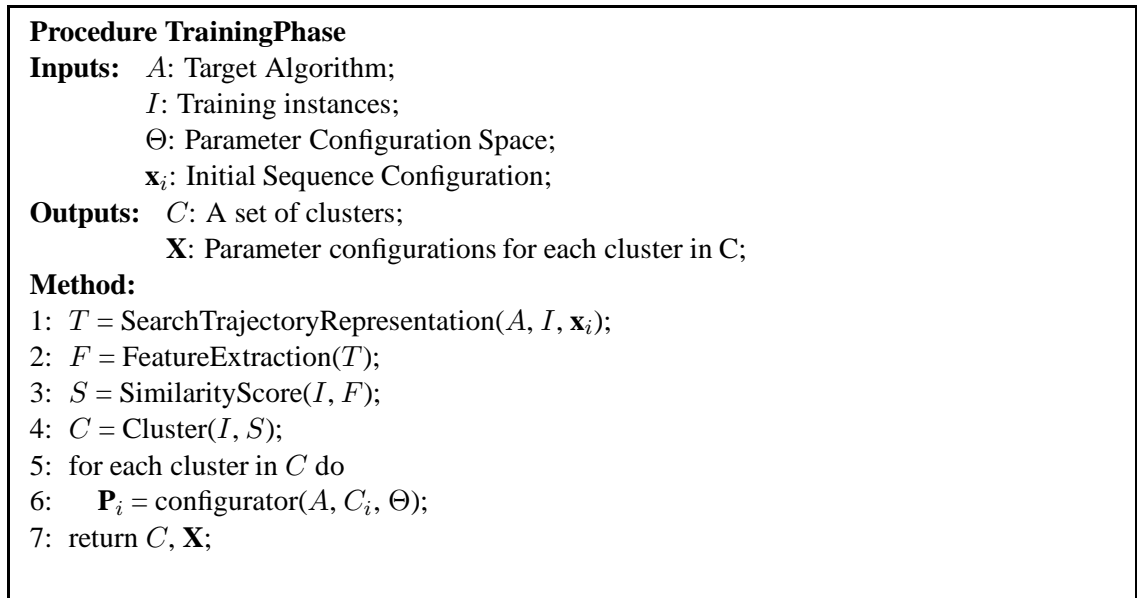 Procedure TrainingPhase
Inputs: A: Target Algorithm;
I: Training instances;
Θ: Parameter Configuration Space;
xᵢ: Initial Sequence Configuration;
Outputs: C: A set of clusters;
X: Parameter configurations for each cluster in C;
Method:
1: T = SearchTrajectoryRepresentation(A, I, xᵢ);
2: F = FeatureExtraction(T);
3: S = SimilarityScore(I, F);
4: C = Cluster(I, S);
5: for each cluster in C do
6: Pᵢ = configurator(A, Cᵢ, Θ);
7: return C, X;